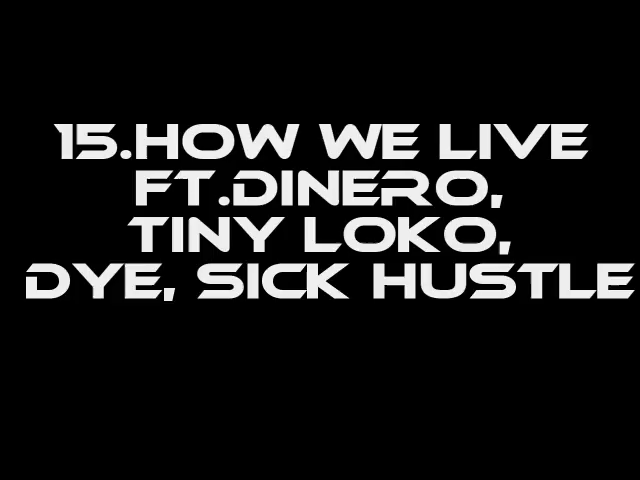 15.HOW WE LIVE
FT.DINERO,
TINY LOKO,
DYE, SICK HUSTLE